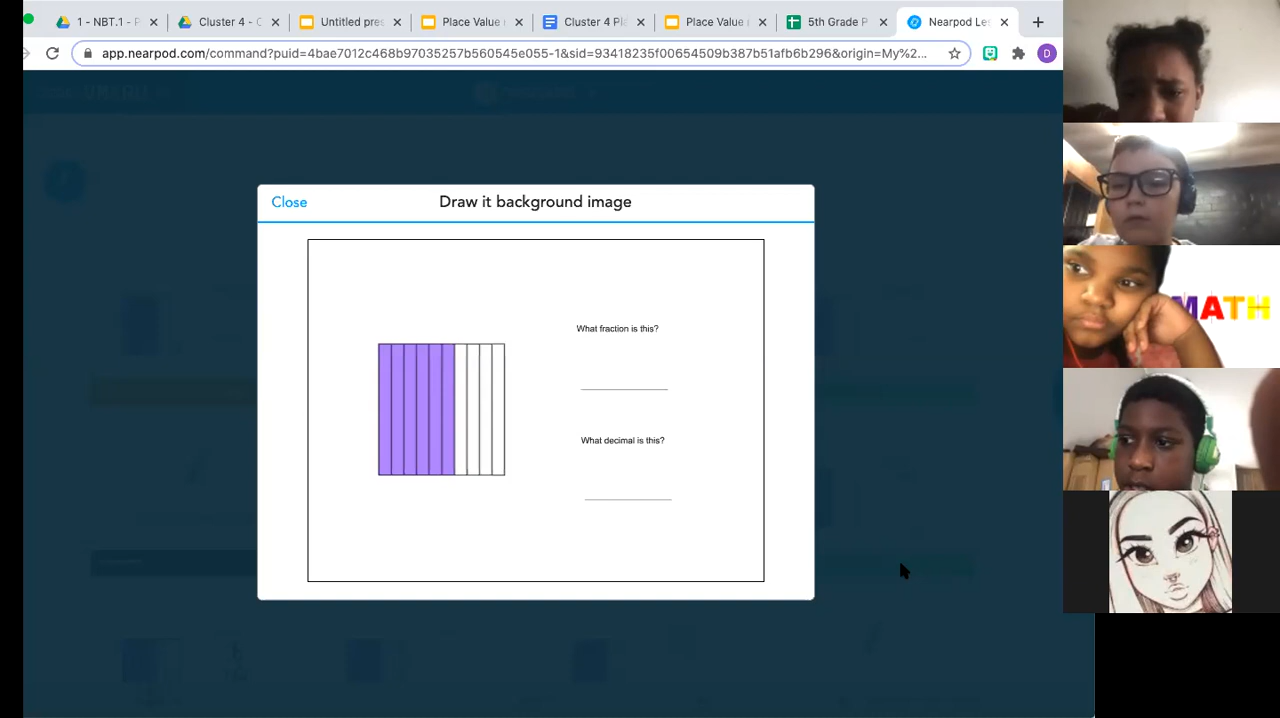 1 - NBT.1 - P
Cluster 4 - C
Untitled pres
Place Value
Cluster 4 Pl
Place Value
5th Grade P
Nearpod Les
app.nearpod.com/command?puid=4bae7012c468b97035257b560545e055-1&sid=93418235f00654509b387b51afb6b296&origin=My%2...
D
Close
Draw it background image
What fraction is this?
What decimal is this?
MATH